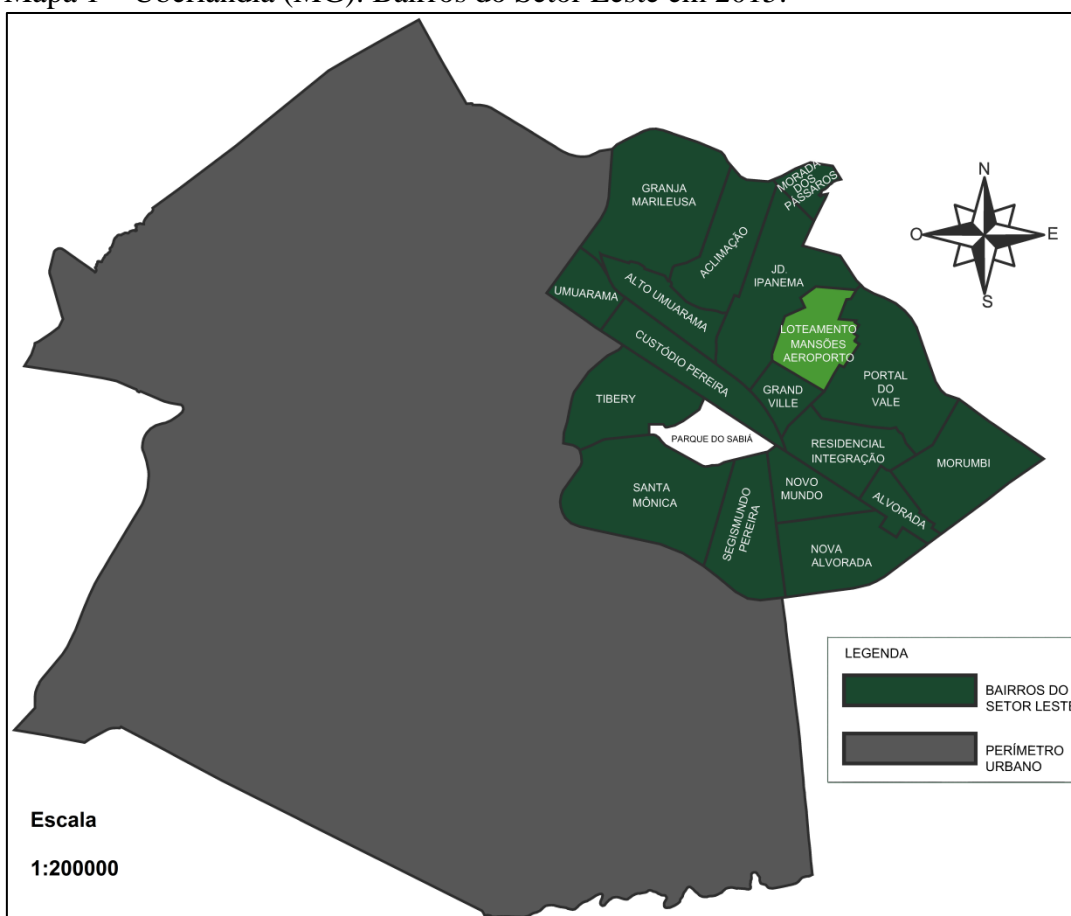 Mapa 1 – Uberlândia (MG): Bairros do Setor Leste em 2015.
GRANJA
MARILEUSA
MORADA
DOS
PÁSSAROS
ACLIMAÇÃO
JD.
IPANEMA
UMUARAMA
ALTO UMUARAMA
CUSTÓDIO PEREIRA
LOTEAMENTO
MANSÕES
AEROPORTO
TIBERY
GRAND
VILLE
PORTAL
DO
VALE
PARQUE DO SABIÁ
RESIDENCIAL
INTEGRAÇÃO
MORUMBI
SANTA
MÔNICA
SEGISMUNDO
PEREIRA
NOVO
MUNDO
ALVORADA
NOVA
ALVORADA
N
O
E
S
LEGENDA
BAIRROS DO
SETOR LESTE
PERÍMETRO
URBANO
Escala
1:200000